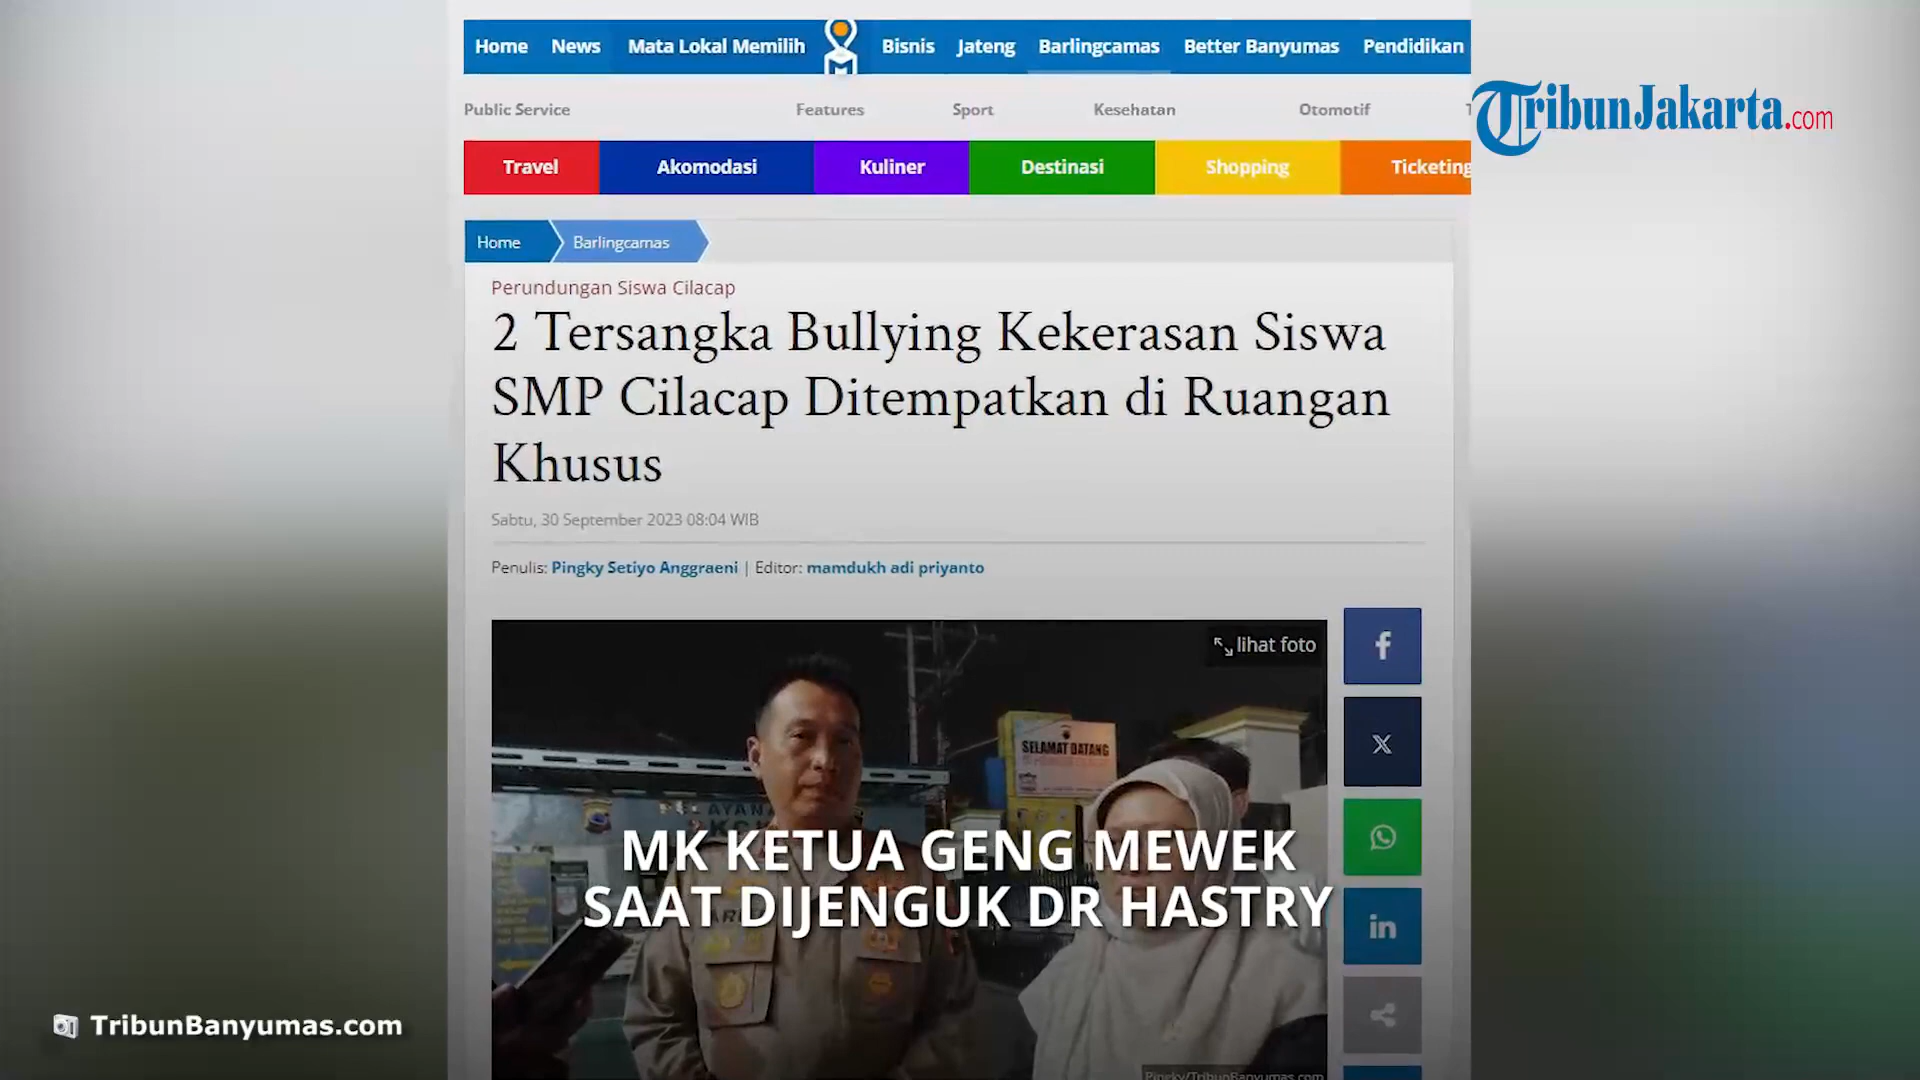 Home News Mata Lokal Memilih Bisnis Jateng Barlingcamas Better Banyumas Pendidikan
Public Service Features Sport Kesehatan Otomotif
TribunJakarta.com
Travel Akomodasi Kuliner Destinasi Shopping Ticketing
Home Barlingcamas
Perundungan Siswa Cilacap
2 Tersangka Bullying Kekerasan Siswa
SMP Cilacap Ditempatkan di Ruangan
Khusus
Sabtu, 30 September 2023 08:04 WIB
Penulis: Pingky Setiyo Anggraeni | Editor: mamdukh adi priyanto
lihat foto
SELAMAT DATANG
MK KETUA GENG MEWEK
SAAT DIJENGUK DR HASTRY
TribunBanyumas.com
Pingky/TribunBanyumas.com